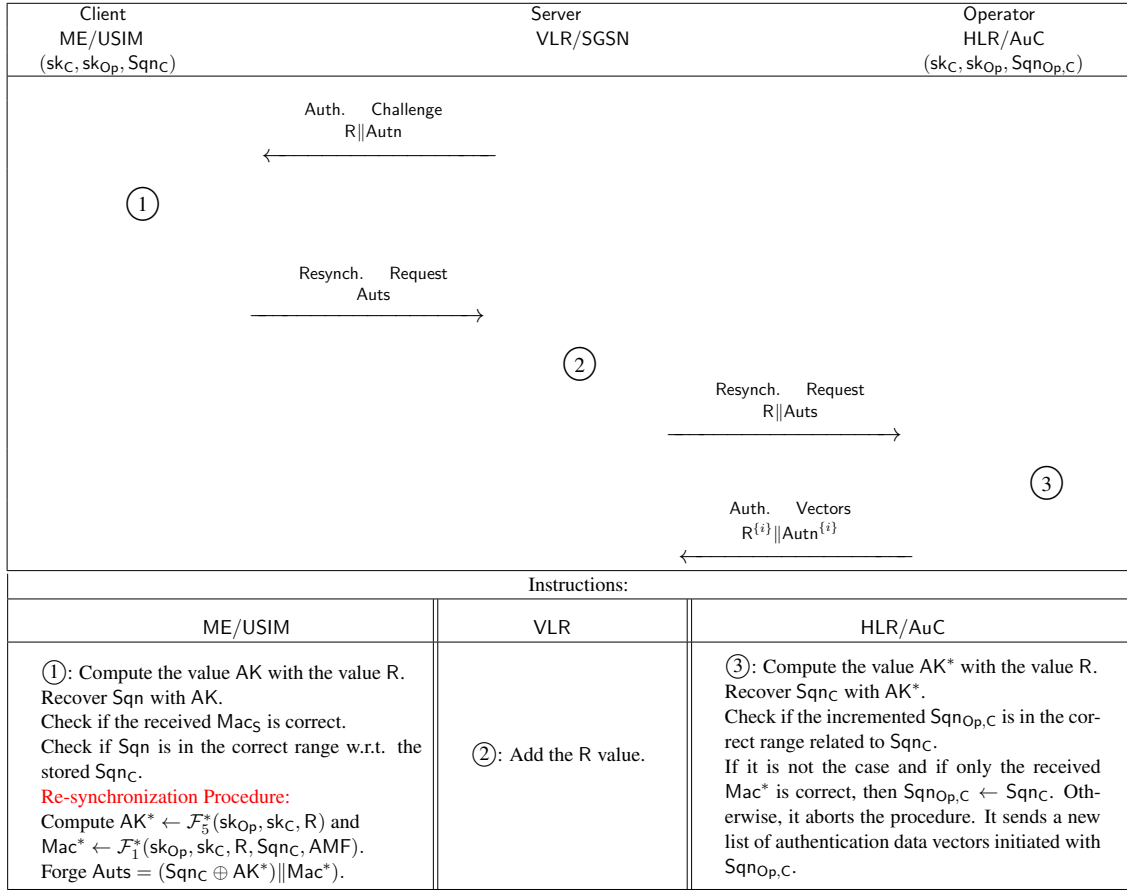 Client Server Operator
ME/USIM VLR/SGSN HLR/AuC
(sk_C, sk_Op, Sqn_C) (sk_C, sk_Op, Sqn_Op,C)
Auth. Challenge
R‖Autn
←
①
Resynch. Request
Auts
→
②
Resynch. Request
R‖Auts
→
③
Auth. Vectors
R^{i}‖Autn^{i}
←
Instructions:
ME/USIM VLR HLR/AuC
①: Compute the value AK with the value R.
Recover Sqn with AK.
Check if the received Mac_S is correct.
Check if Sqn is in the correct range w.r.t. the
stored Sqn_C.
Re-synchronization Procedure:
Compute AK* ← F_5^*(sk_Op, sk_C, R) and
Mac* ← F_1^*(sk_Op, sk_C, R, Sqn_C, AMF).
Forge Auts = (Sqn_C ⊕ AK*)‖Mac*).
②: Add the R value.
③: Compute the value AK* with the value R.
Recover Sqn_C with AK*.
Check if the incremented Sqn_Op,C is in the cor-
rect range related to Sqn_C.
If it is not the case and if only the received
Mac* is correct, then Sqn_Op,C ← Sqn_C. Oth-
erwise, it aborts the procedure. It sends a new
list of authentication data vectors initiated with
Sqn_Op,C.